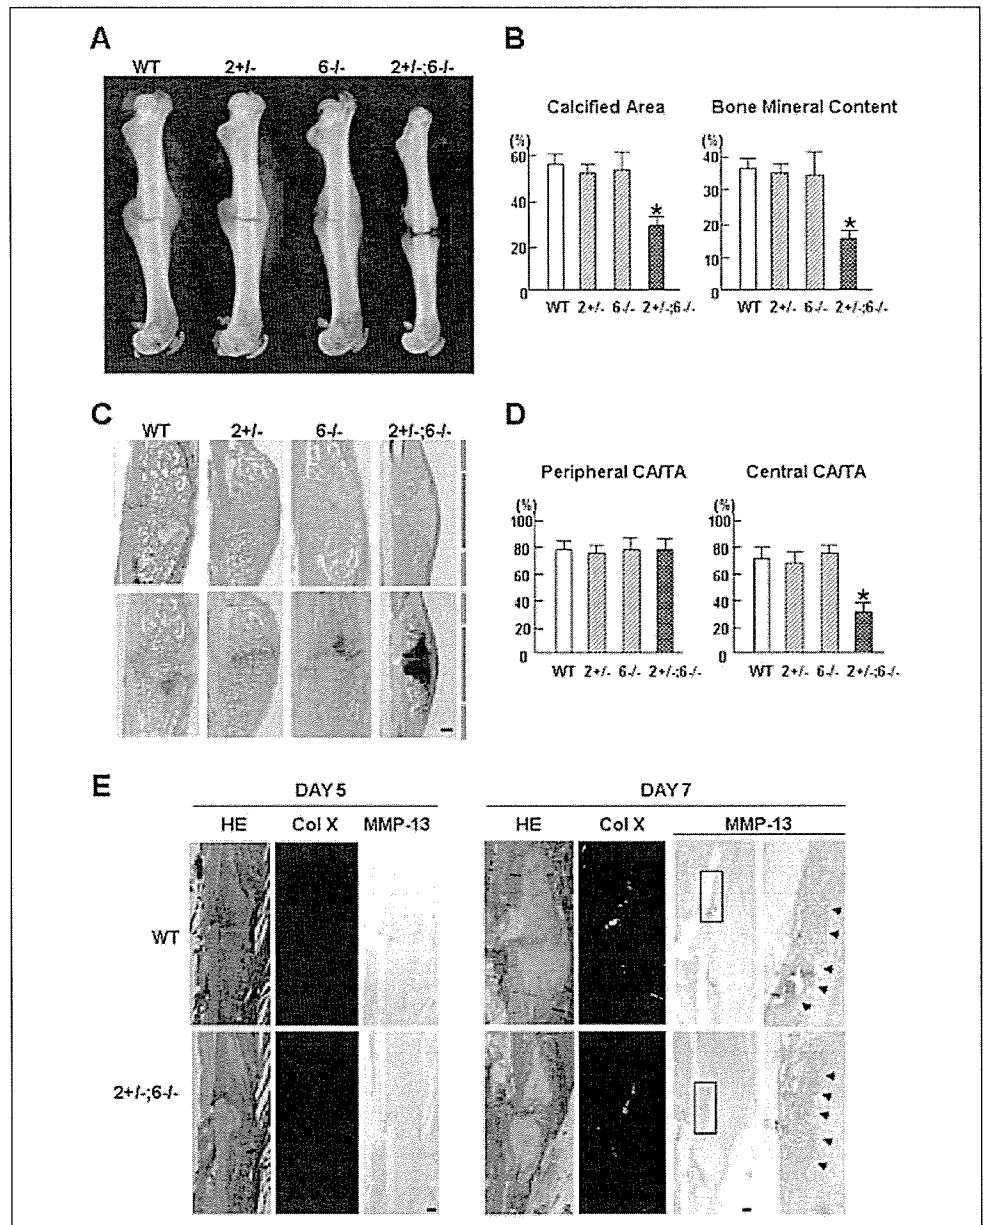 A
WT 2+/- 6-/- 2+/-;6-/-
B
Calcified Area
(%)
60
40
20
0
WT 2+/- 6-/- 2+/-;6-/-
*
Bone Mineral Content
(%)
40
30
20
10
0
WT 2+/- 6-/- 2+/-;6-/-
*
C
WT 2+/- 6-/- 2+/-;6-/-
D
Peripheral CA/TA
(%)
100
80
60
40
20
0
WT 2+/- 6-/- 2+/-;6-/-
Central CA/TA
(%)
100
80
60
40
20
0
WT 2+/- 6-/- 2+/-;6-/-
*
E
DAY 5
HE Col X MMP-13
DAY 7
HE Col X MMP-13
WT
2+/-;6-/-